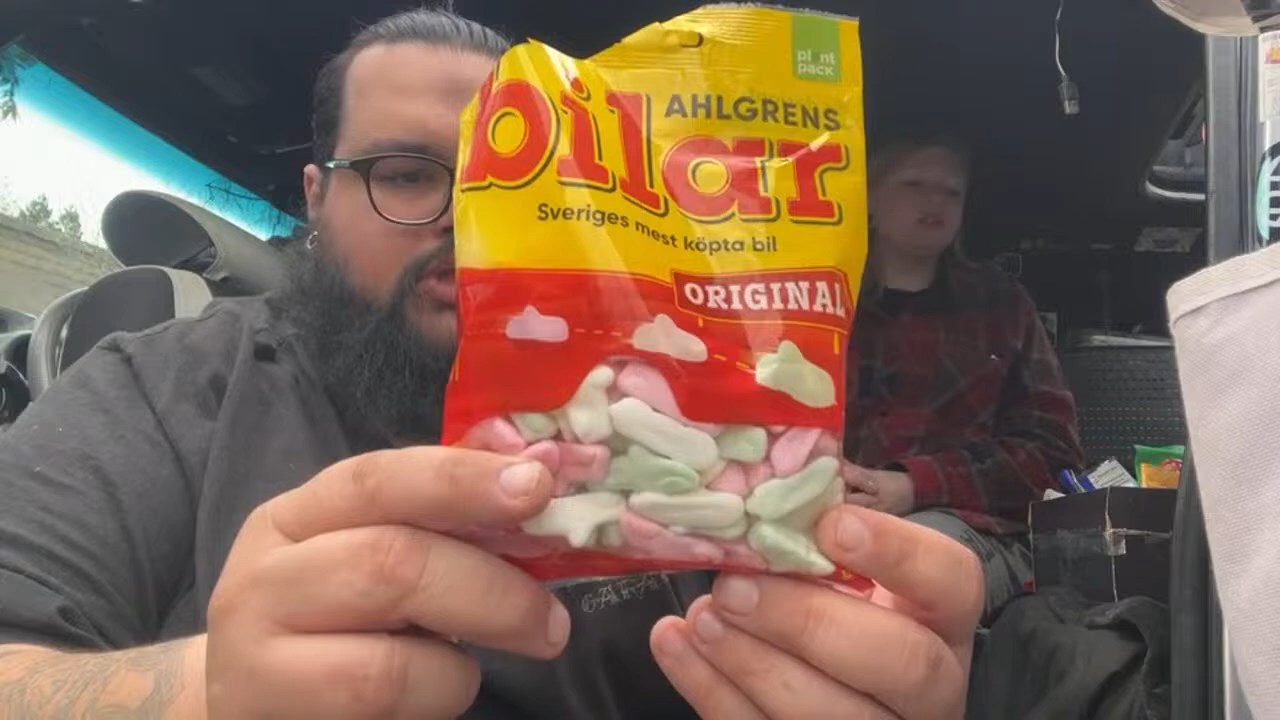 plant
pack
AHLGRENS
bilar
Sveriges mest köpta bil
ORIGINAL